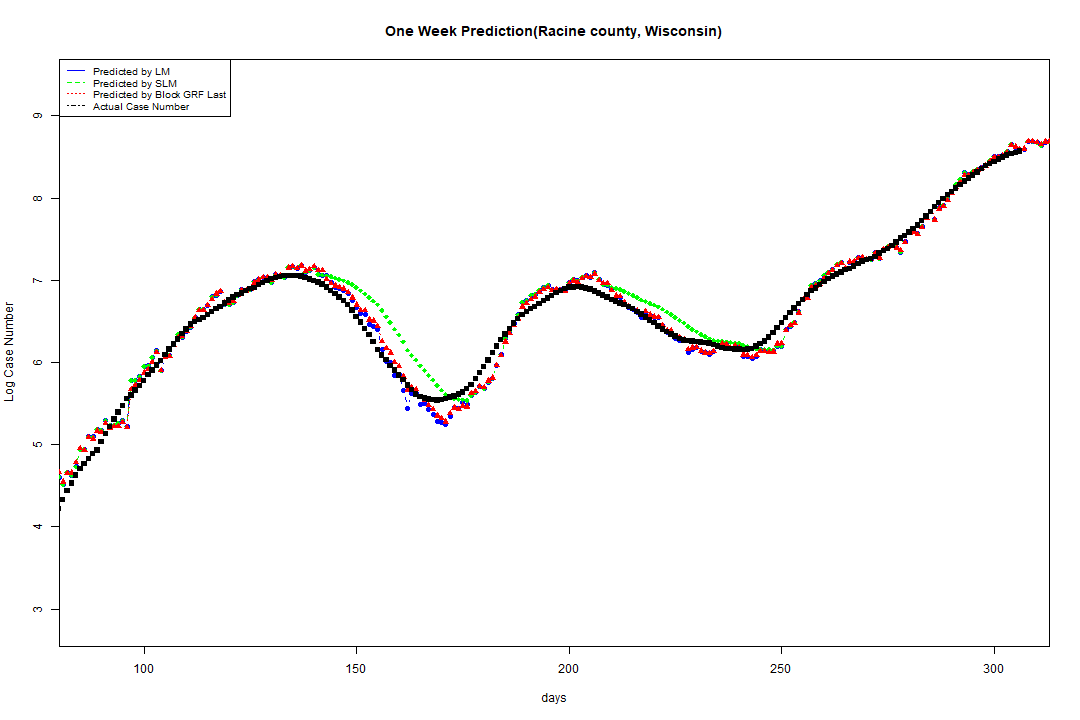 One Week Prediction(Racine county, Wisconsin)
Predicted by LM
Predicted by SLM
Predicted by Block GRF Last
Actual Case Number
9
8
7
6
5
4
3
Log Case Number
100 150 200 250 300
days